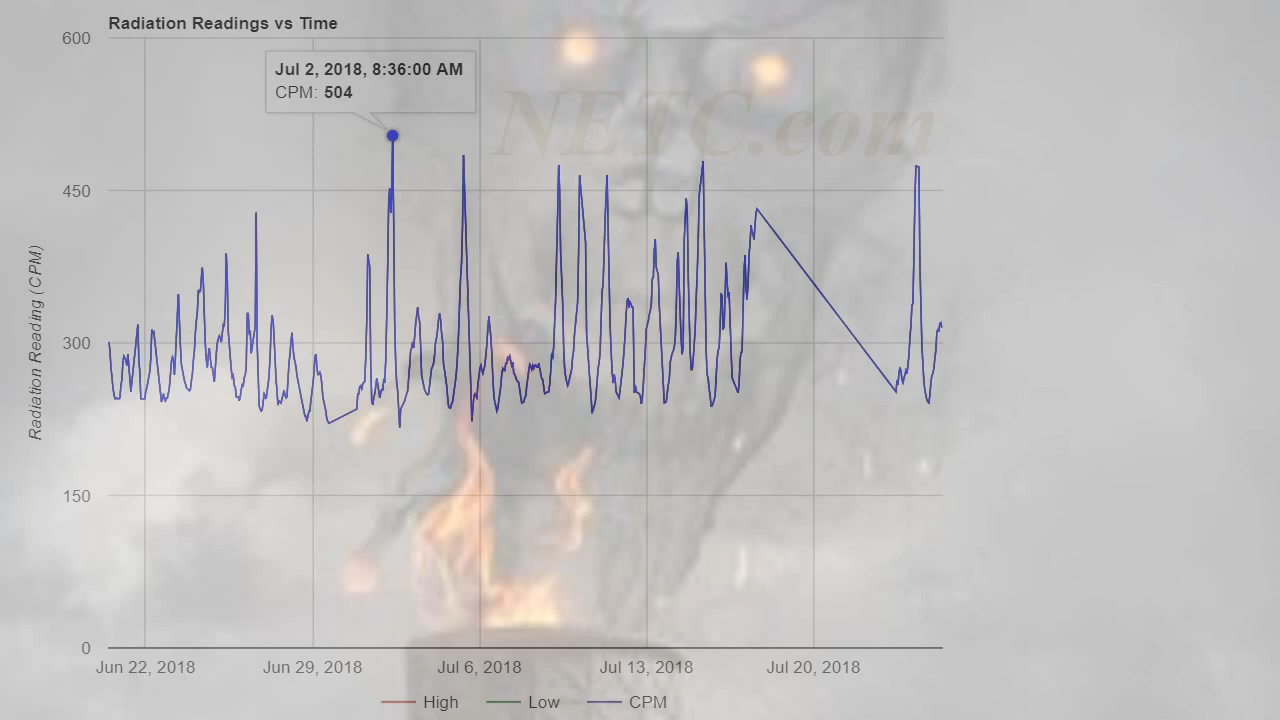 Radiation Readings vs Time
600
Jul 2, 2018, 8:36:00 AM
CPM: 504
NETC.com
450
Radiation Reading (CPM)
300
150
0
Jun 22, 2018 Jun 29, 2018 Jul 6, 2018 Jul 13, 2018 Jul 20, 2018
High Low CPM